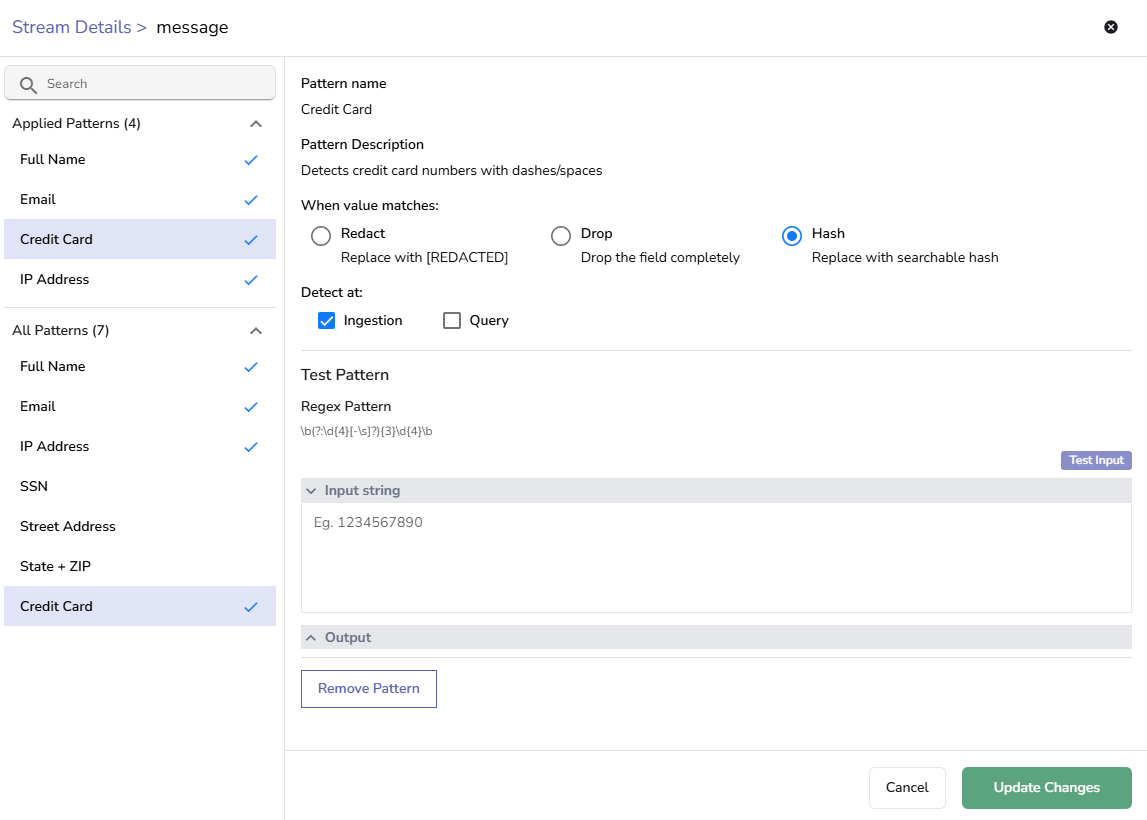 Stream Details > message
Search
Applied Patterns (4)
Full Name
Email
Credit Card
IP Address
All Patterns (7)
Full Name
Email
IP Address
SSN
Street Address
State + ZIP
Credit Card
Pattern name
Credit Card
Pattern Description
Detects credit card numbers with dashes/spaces
When value matches:
Redact
Replace with [REDACTED]
Drop
Drop the field completely
Hash
Replace with searchable hash
Detect at:
Ingestion Query
Test Pattern
Regex Pattern
\b(?:\d{4}[-\s]?){3}\d{4}\b
Test Input
Input string
Eg. 1234567890
Output
Remove Pattern
Cancel Update Changes